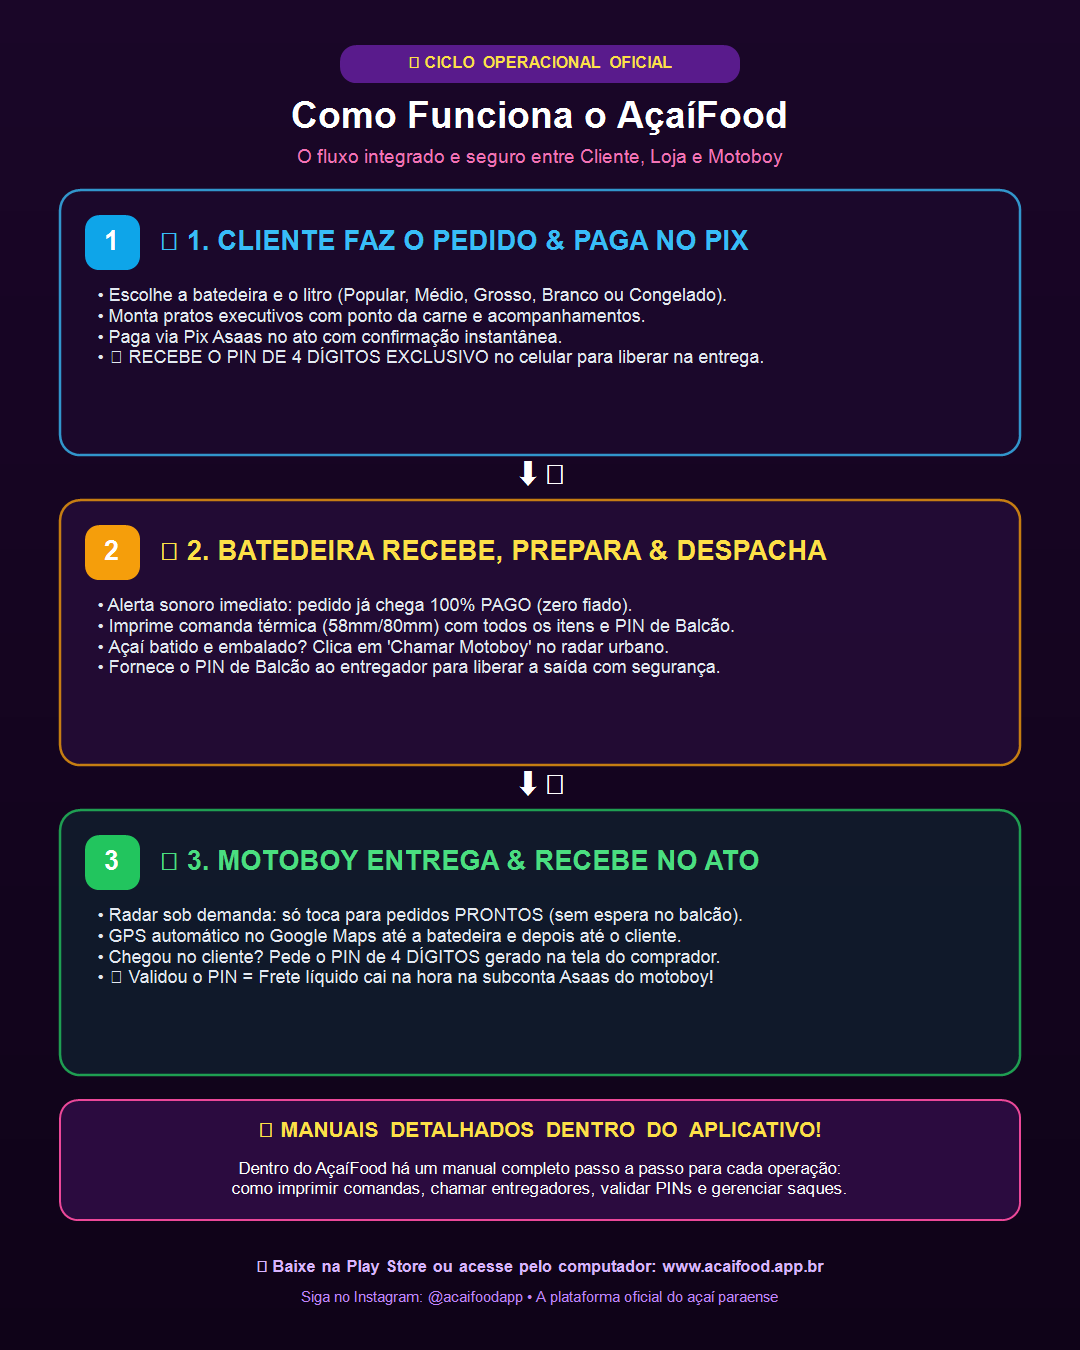 CICLO OPERACIONAL OFICIAL
Como Funciona o AçaíFood
O fluxo integrado e seguro entre Cliente, Loja e Motoboy
1
1. CLIENTE FAZ O PEDIDO & PAGA NO PIX
• Escolhe a batedeira e o litro (Popular, Médio, Grosso, Branco ou Congelado).
• Monta pratos executivos com ponto da carne e acompanhamentos.
• Paga via Pix Asaas no ato com confirmação instantânea.
• RECEBE O PIN DE 4 DÍGITOS EXCLUSIVO no celular para liberar na entrega.
2
2. BATEDEIRA RECEBE, PREPARA & DESPACHA
• Alerta sonoro imediato: pedido já chega 100% PAGO (zero fiado).
• Imprime comanda térmica (58mm/80mm) com todos os itens e PIN de Balcão.
• Açaí batido e embalado? Clica em 'Chamar Motoboy' no radar urbano.
• Fornece o PIN de Balcão ao entregador para liberar a saída com segurança.
3
3. MOTOBOY ENTREGA & RECEBE NO ATO
• Radar sob demanda: só toca para pedidos PRONTOS (sem espera no balcão).
• GPS automático no Google Maps até a batedeira e depois até o cliente.
• Chegou no cliente? Pede o PIN de 4 DÍGITOS gerado na tela do comprador.
• Validou o PIN = Frete líquido cai na hora na subconta Asaas do motoboy!
MANUAIS DETALHADOS DENTRO DO APLICATIVO!
Dentro do AçaíFood há um manual completo passo a passo para cada operação:
como imprimir comandas, chamar entregadores, validar PINs e gerenciar saques.
Baixe na Play Store ou acesse pelo computador: www.acaifood.app.br
Siga no Instagram: @acaifoodapp • A plataforma oficial do açaí paraense